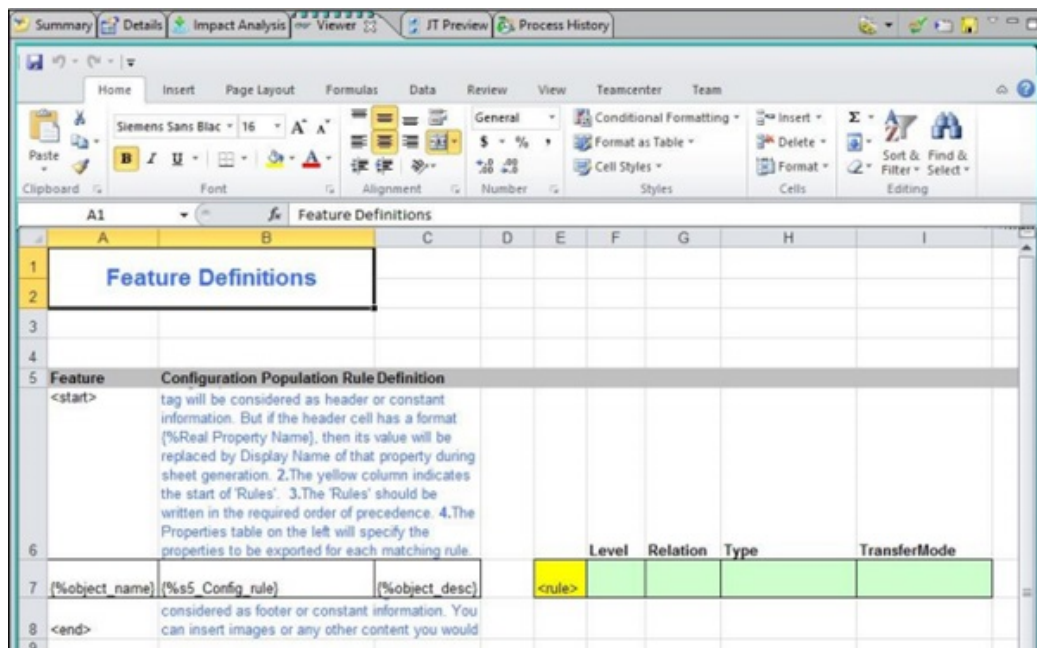 Summary Details Impact Analysis Viewer JT Preview Process History
Home Insert Page Layout Formulas Data Review View Teamcenter Team
Paste
Siemens Sans Blac 16 A A
B I U A
General
$ % ,
Conditional Formatting
Format as Table
Cell Styles
Insert
Delete
Format
Σ
Sort & Filter
Find & Select
Clipboard Font Alignment Number Styles Cells Editing
A1 fx Feature Definitions
A B C D E F G H I
1
Feature Definitions
2
3
4
5 Feature Configuration Population Rule Definition
<start> tag will be considered as header or constant
information. But if the header cell has a format
{%Real Property Name}, then its value will be
replaced by Display Name of that property during
sheet generation. 2.The yellow column indicates
the start of 'Rules'. 3.The 'Rules' should be
written in the required order of precedence. 4.The
Properties table on the left will specify the
6 properties to be exported for each matching rule. Level Relation Type TransferMode
7 {%object_name} {%s5_Config_rule} {%object_desc} <rule>
considered as footer or constant information. You
8 <end> can insert images or any other content you would
9